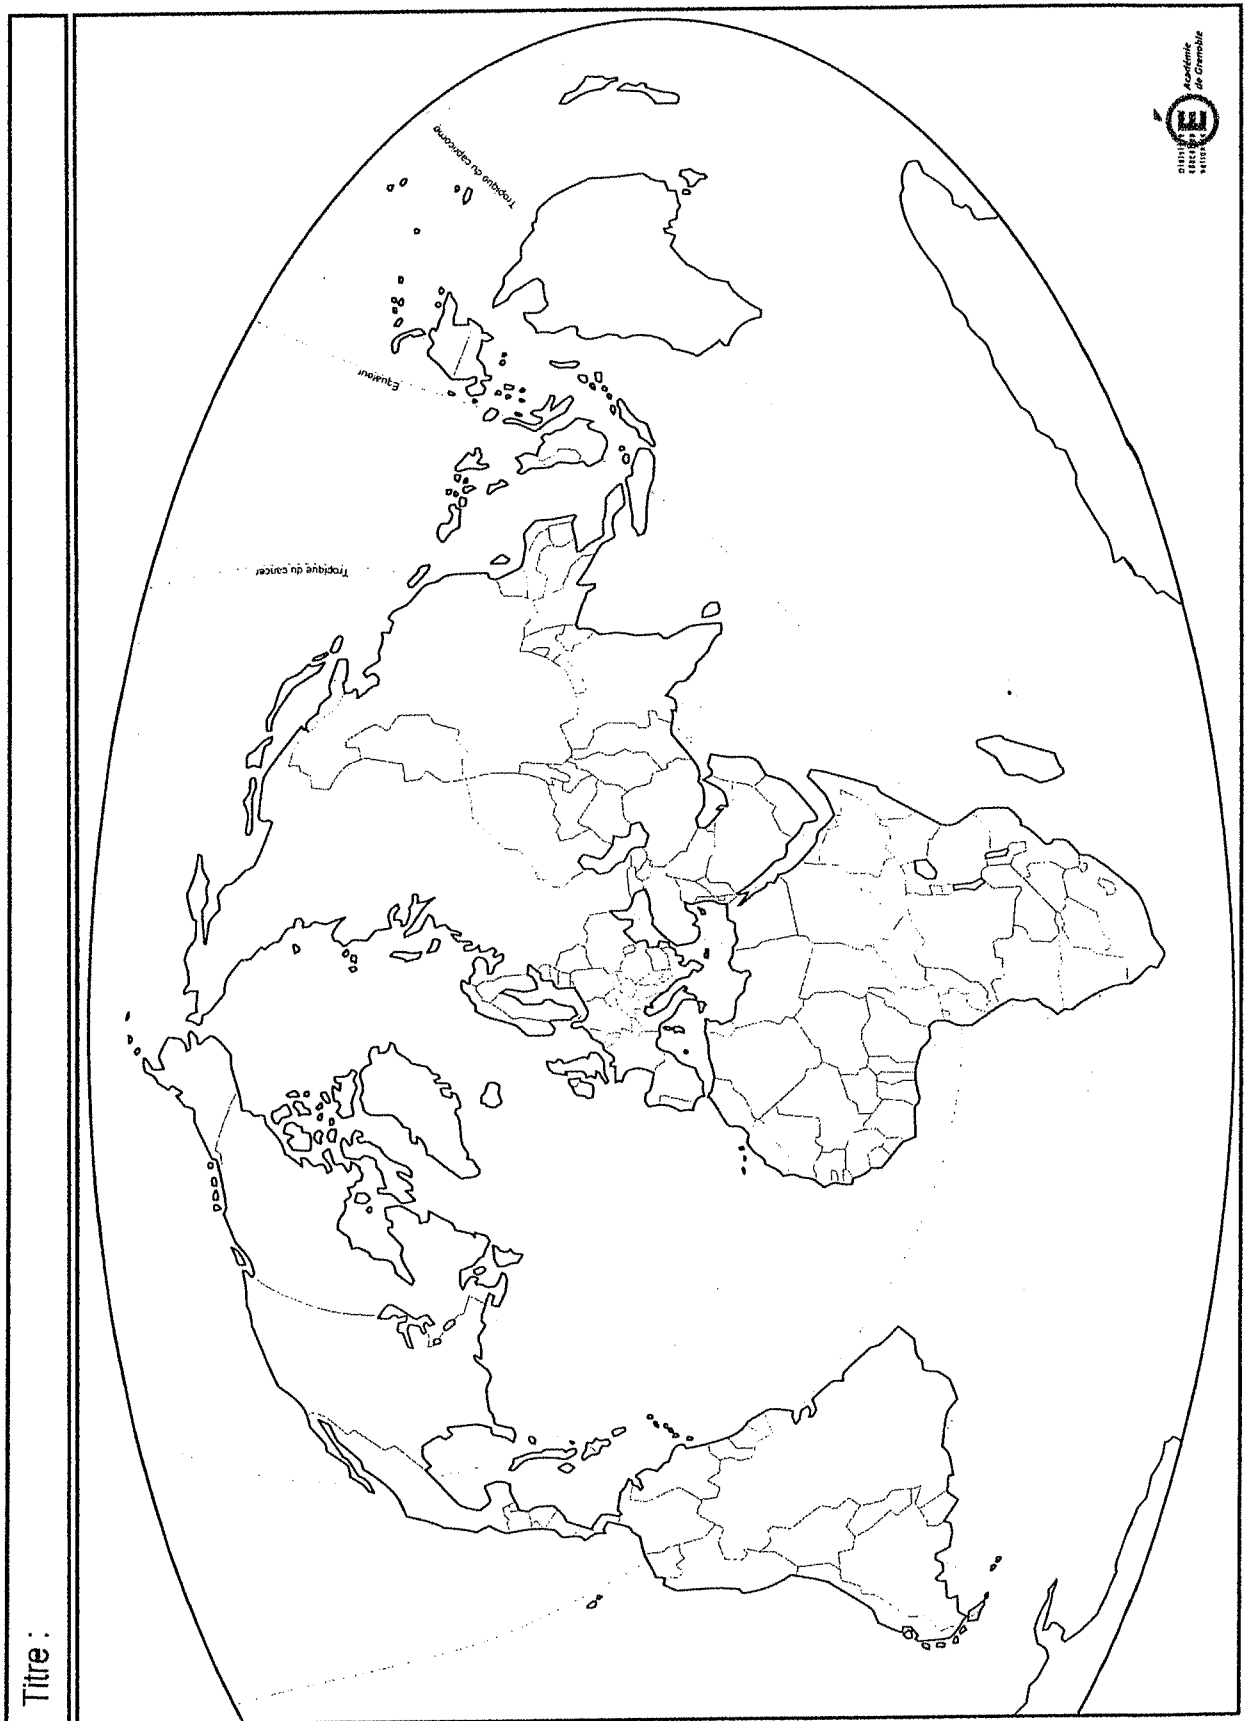 Titre :
Tropique du cancer
Equateur
Tropique du capricorne
Académie
de Grenoble